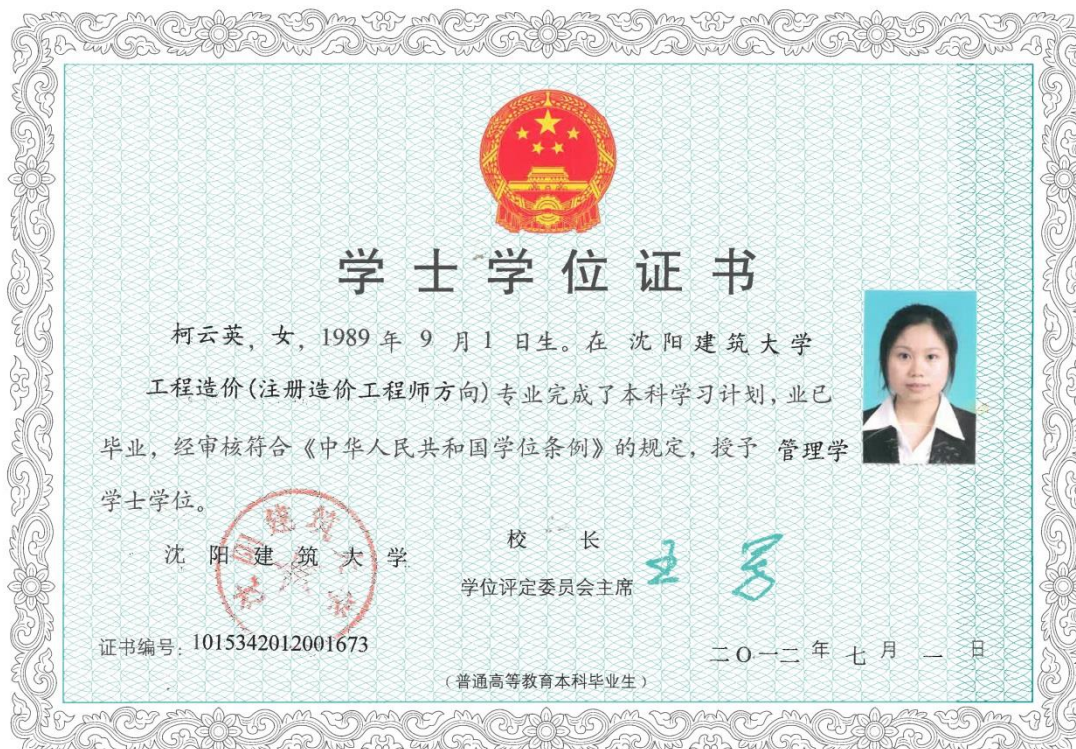 学士学位证书
柯云英，女，1989年9月1日生。在 沈阳建筑大学
工程造价(注册造价工程师方向)专业完成了本科学习计划，业已
毕业，经审核符合《中华人民共和国学位条例》的规定，授予 管理学
学士学位。
沈阳建筑大学
校长
学位评定委员会主席
证书编号：1015342012001673
二〇一二年七月一日
（普通高等教育本科毕业生）